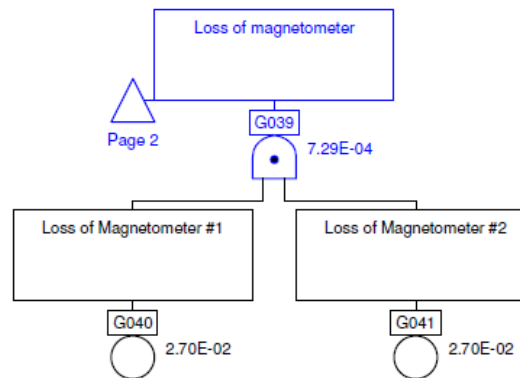 Loss of magnetometer
Page 2
G039
7.29E-04
Loss of Magnetometer #1
Loss of Magnetometer #2
G040
2.70E-02
G041
2.70E-02